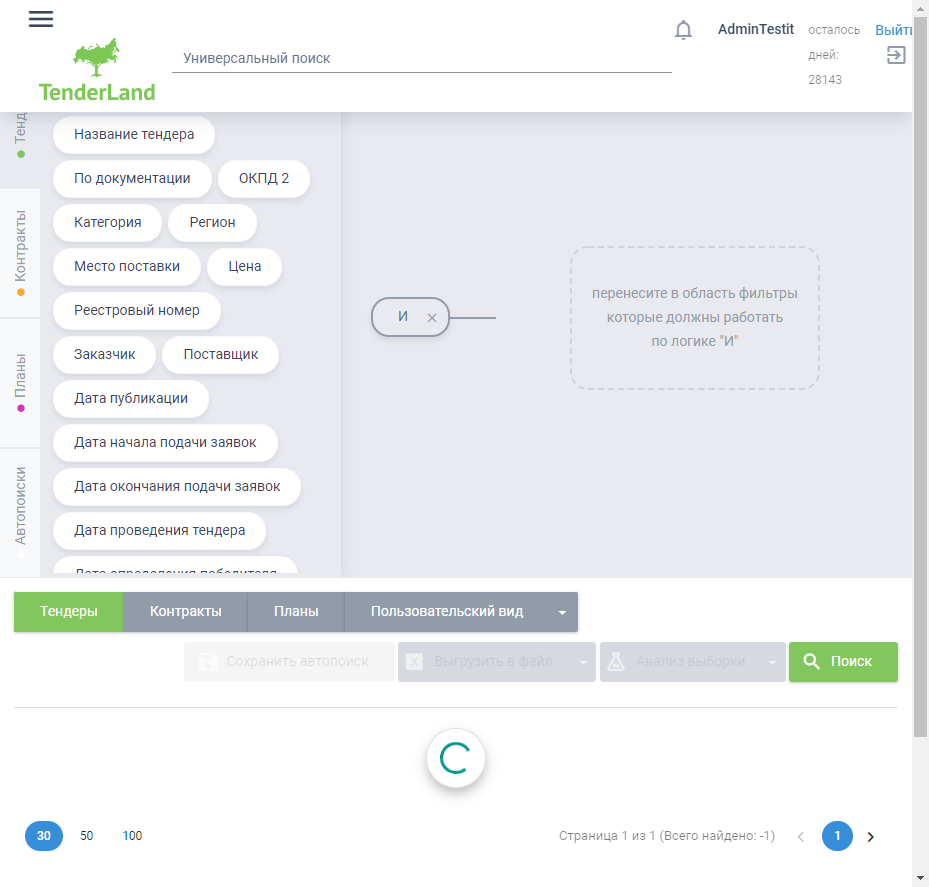 AdminTestit
осталось
дней:
28143
Универсальный поиск
TenderLand
Тенд
Контракты
Планы
Автопоиски
Название тендера
По документации
ОКПД 2
Категория
Регион
Место поставки
Цена
Реестровый номер
Заказчик
Поставщик
Дата публикации
Дата начала подачи заявок
Дата окончания подачи заявок
Дата проведения тендера
Дата определения победителя
И
перенесите в область фильтры
которые должны работать
по логике "И"
Тендеры
Контракты
Планы
Пользовательский вид
Сохранить автопоиск
X
Выгрузить в файл
Анализ выборки
Поиск
30
50
100
Страница 1 из 1 (Всего найдено: -1)
1